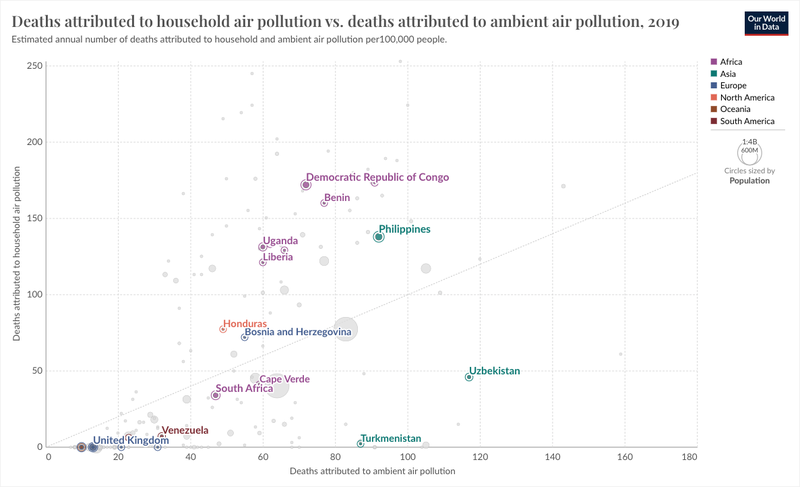 Deaths attributed to household air pollution vs. deaths attributed to ambient air pollution, 2019
Estimated annual number of deaths attributed to household and ambient air pollution per100,000 people.
Our World
in Data
Africa
Asia
Europe
North America
Oceania
South America
1:4B
600M
Circles sized by
Population
Deaths attributed to household air pollution
250
200
150
100
50
0
Democratic Republic of Congo
Benin
Philippines
Uganda
Liberia
Honduras
Bosnia and Herzegovina
Uzbekistan
Cape Verde
South Africa
Venezuela
United Kingdom
Turkmenistan
0
20
40
60
80
100
120
140
160
180
Deaths attributed to ambient air pollution